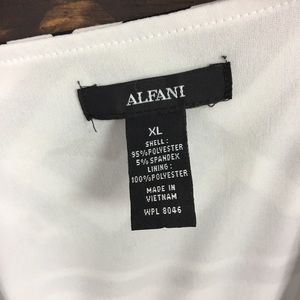 ALFANI
XL
SHELL:
95%POLYESTER
5%SPANDEX
LINING:
100%POLYESTER
MADE IN
VIETNAM
WPL 8046